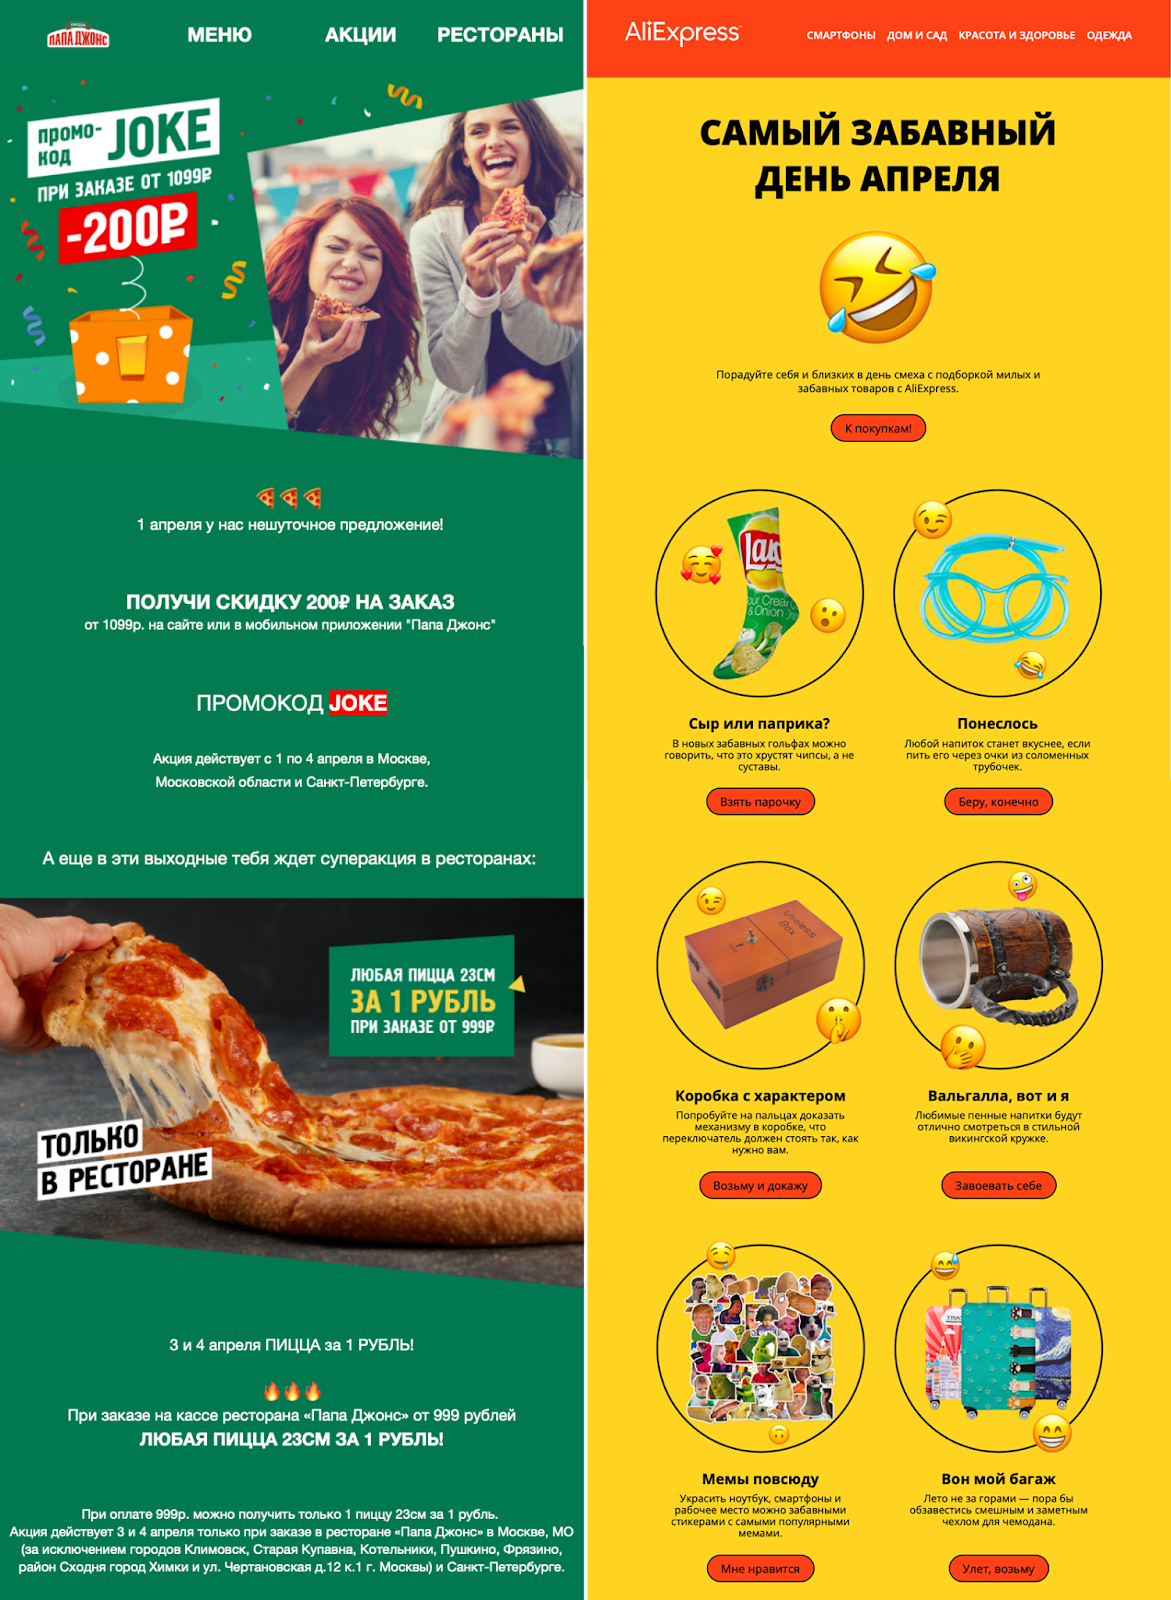 ПАПА ДЖОНС
МЕНЮ
АКЦИИ
РЕСТОРАНЫ
промо-
код
JOKE
ПРИ ЗАКАЗЕ ОТ 1099₽
-200₽
🍕🍕🍕
1 апреля у нас нешуточное предложение!
ПОЛУЧИ СКИДКУ 200₽ НА ЗАКАЗ
от 1099р. на сайте или в мобильном приложении "Папа Джонс"
ПРОМОКОД JOKE
Акция действует с 1 по 4 апреля в Москве,
Московской области и Санкт-Петербурге.
А еще в эти выходные тебя ждет суперакция в ресторанах:
ЛЮБАЯ ПИЦЦА 23СМ
ЗА 1 РУБЛЬ
ПРИ ЗАКАЗЕ ОТ 999₽
ТОЛЬКО
В РЕСТОРАНЕ
3 и 4 апреля ПИЦЦА за 1 РУБЛЬ!
🔥🔥🔥
При заказе на кассе ресторана «Папа Джонс» от 999 рублей
ЛЮБАЯ ПИЦЦА 23СМ ЗА 1 РУБЛЬ!
При оплате 999р. можно получить только 1 пиццу 23см за 1 рубль.
Акция действует 3 и 4 апреля только при заказе в ресторане «Папа Джонс» в Москве, МО
(за исключением городов Климовск, Старая Купавна, Котельники, Пушкино, Фрязино,
район Сходня город Химки и ул. Чертановская д.12 к.1 г. Москвы) и Санкт-Петербурге.
AliExpress
СМАРТФОНЫ
ДОМ И САД
КРАСОТА И ЗДОРОВЬЕ
ОДЕЖДА
САМЫЙ ЗАБАВНЫЙ
ДЕНЬ АПРЕЛЯ
Порадуйте себя и близких в день смеха с подборкой милых и
забавных товаров с AliExpress.
К покупкам!
Sour Cream
& Onion
Сыр или паприка?
В новых забавных гольфах можно
говорить, что это хрустят чипсы, а не
суставы.
Взять парочку
Понеслось
Любой напиток станет вкуснее, если
пить его через очки из соломенных
трубочек.
Беру, конечно
Useless
Box
Коробка с характером
Попробуйте на пальцах доказать
механизму в коробке, что
переключатель должен стоять так, как
нужно вам.
Возьму и докажу
Вальгалла, вот и я
Любимые пенные напитки будут
отлично смотреться в стильной
викингской кружке.
Завоевать себе
Мемы повсюду
Украсить ноутбук, смартфоны и
рабочее место можно забавными
стикерами с самыми популярными
мемами.
Мне нравится
Вон мой багаж
Лето не за горами — пора бы
обзавестись смешным и заметным
чехлом для чемодана.
Улет, возьму